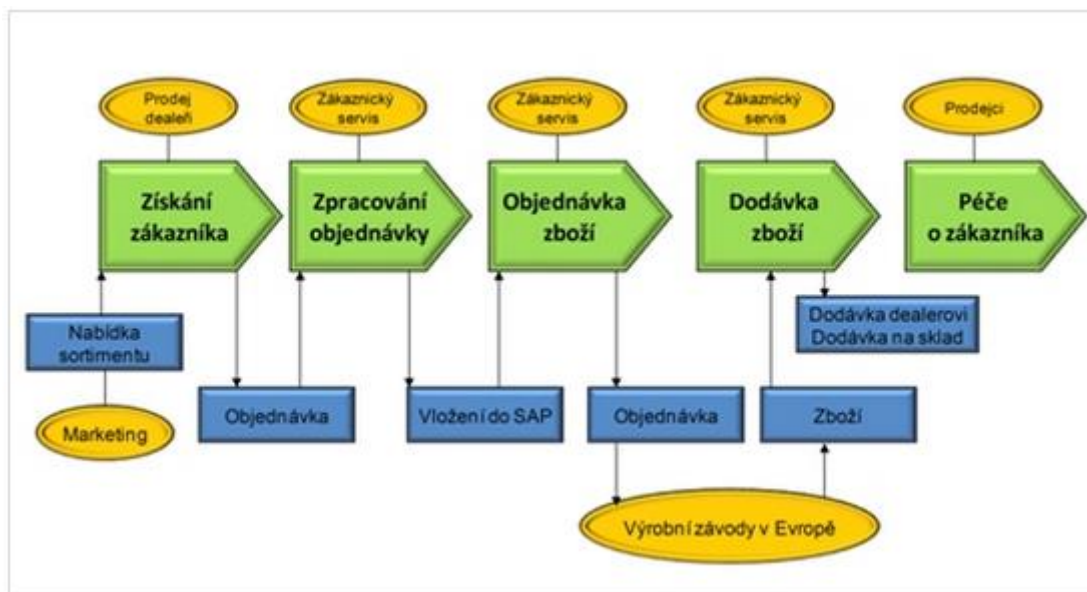 Prodej
dealeři
Zákaznický
servis
Zákaznický
servis
Zákaznický
servis
Prodejci
Získání
zákazníka
Zpracování
objednávky
Objednávka
zboží
Dodávka
zboží
Péče
o zákazníka
Nabídka
sortimentu
Dodávka dealerovi
Dodávka na sklad
Marketing
Objednávka
Vložení do SAP
Objednávka
Zboží
Výrobní závody v Evropě